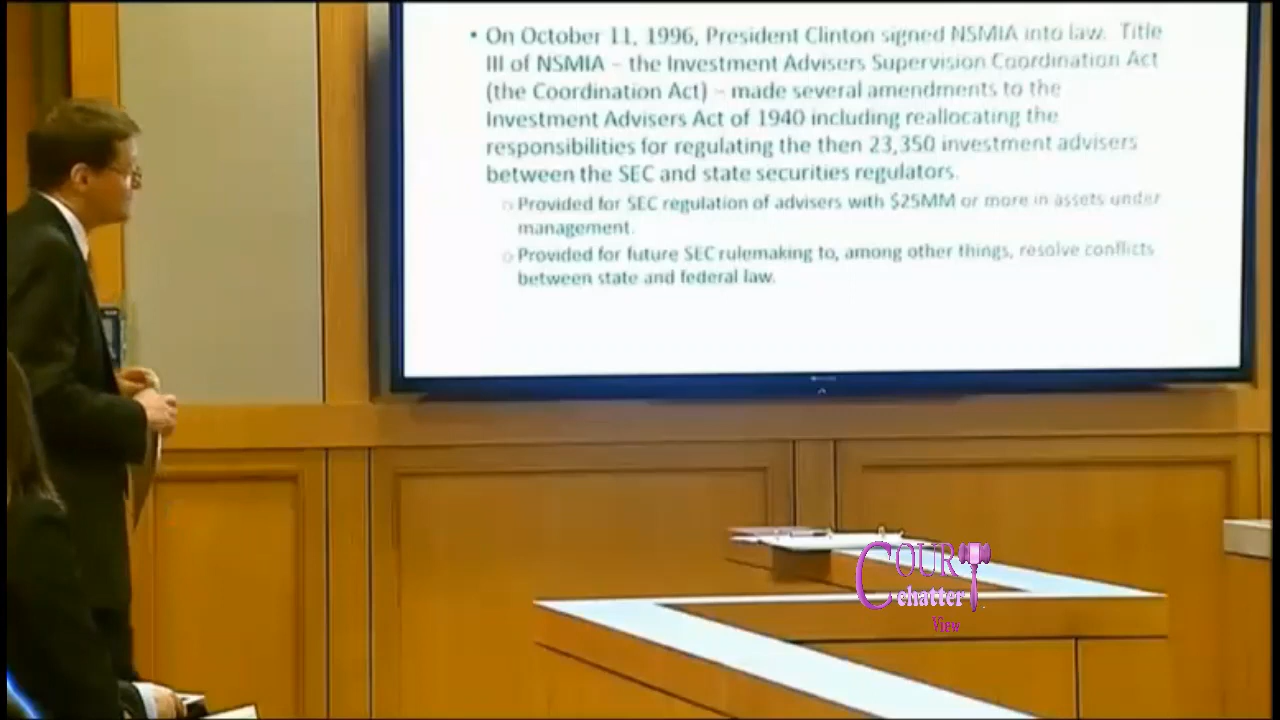 • On October 11, 1996, President Clinton signed NSMIA into law. Title
III of NSMIA – the Investment Advisers Supervision Coordination Act
(the Coordination Act) – made several amendments to the
Investment Advisers Act of 1940 including reallocating the
responsibilities for regulating the then 23,350 investment advisers
between the SEC and state securities regulators.
○ Provided for SEC regulation of advisers with $25MM or more in assets under
management.
○ Provided for future SEC rulemaking to, among other things, resolve conflicts
between state and federal law.
COURT
chatter
View